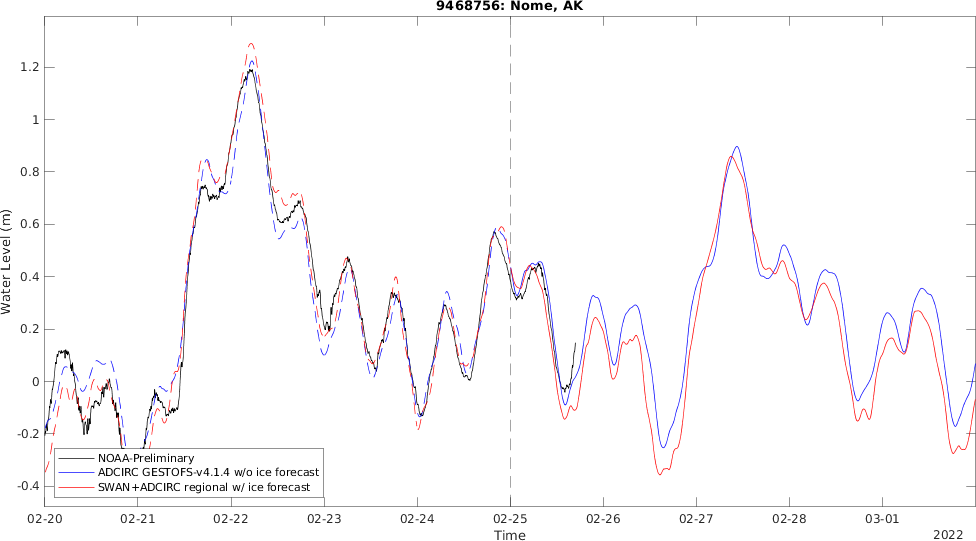 9468756: Nome, AK
Water Level (m)
1.2
1
0.8
0.6
0.4
0.2
0
-0.2
-0.4
NOAA-Preliminary
ADCIRC GESTOFS-v4.1.4 w/o ice forecast
SWAN+ADCIRC regional w/ ice forecast
02-20 02-21 02-22 02-23 02-24 02-25 02-26 02-27 02-28 03-01
Time
2022